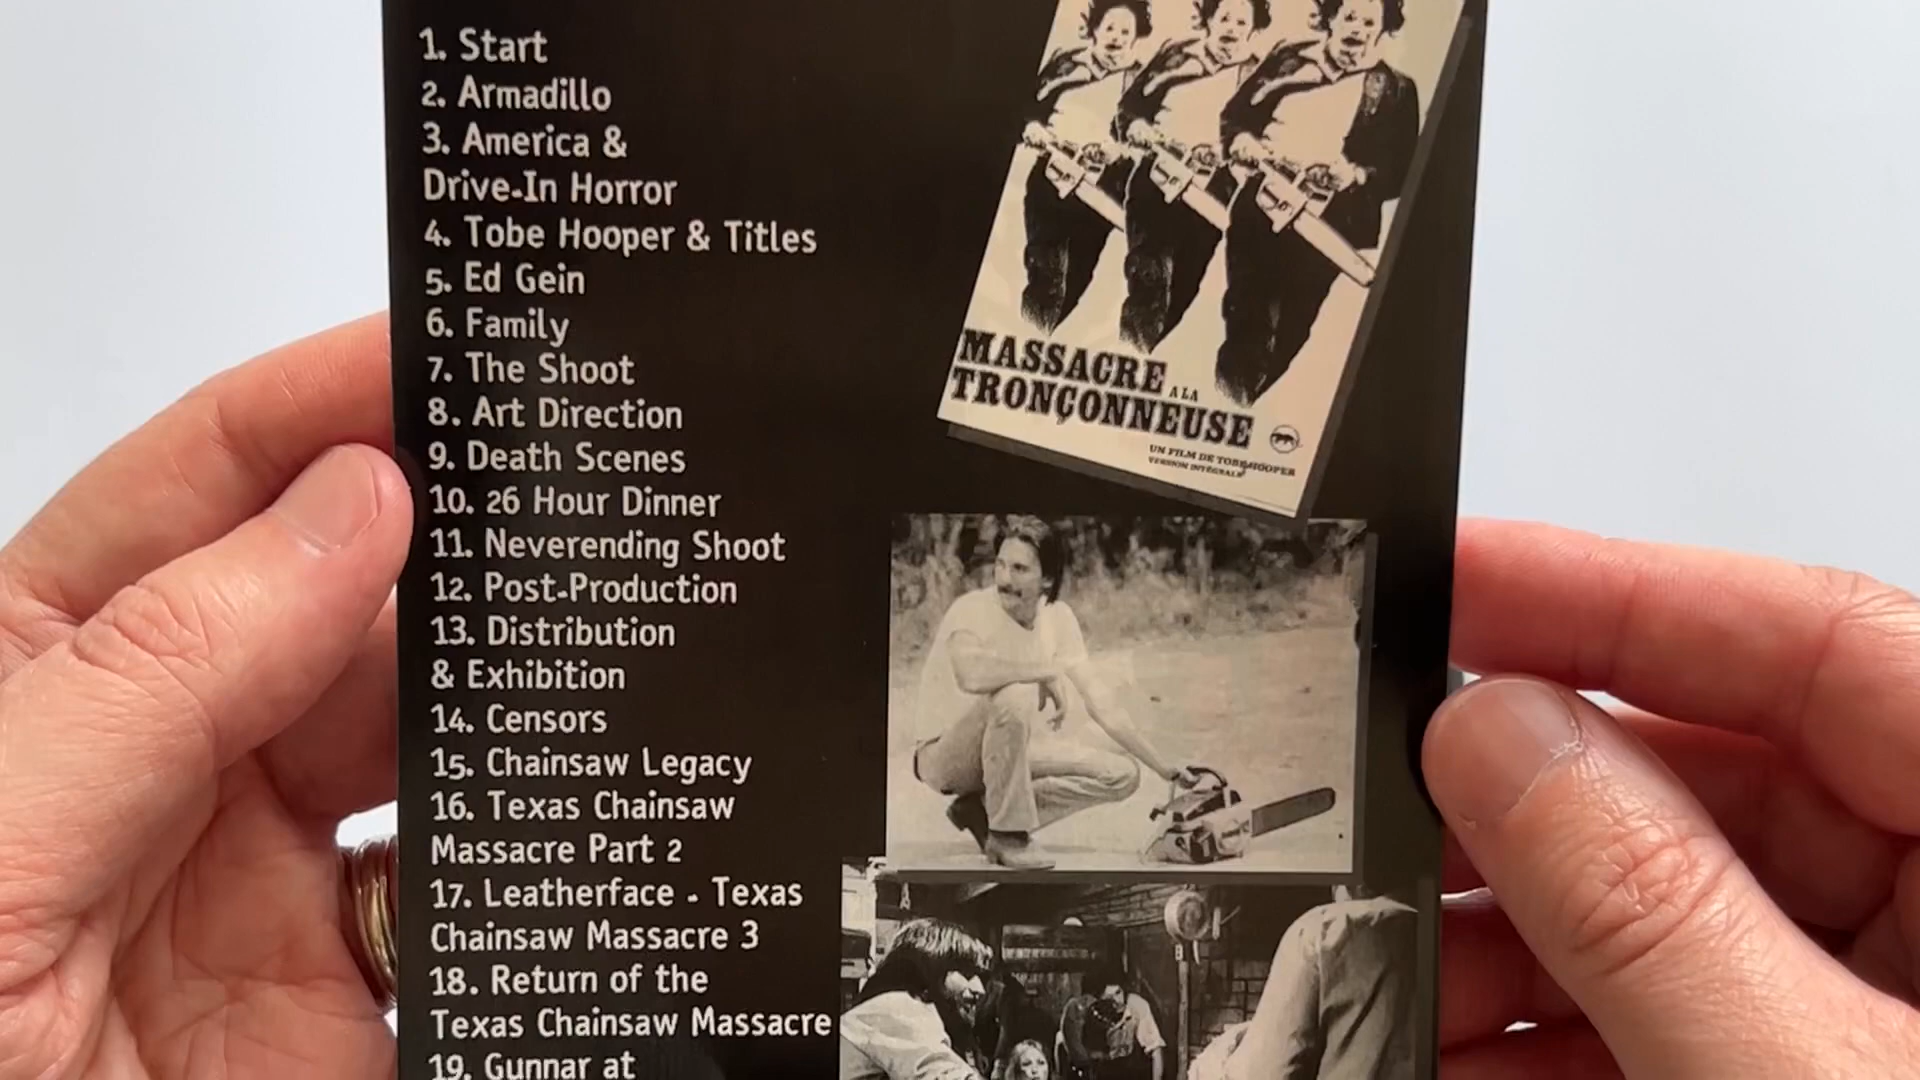 1. Start
2. Armadillo
3. America &
Drive-In Horror
4. Tobe Hooper & Titles
5. Ed Gein
6. Family
7. The Shoot
8. Art Direction
9. Death Scenes
10. 26 Hour Dinner
11. Neverending Shoot
12. Post-Production
13. Distribution
& Exhibition
14. Censors
15. Chainsaw Legacy
16. Texas Chainsaw
Massacre Part 2
17. Leatherface - Texas
Chainsaw Massacre 3
18. Return of the
Texas Chainsaw Massacre
19. Gunnar at
MASSACRE
A LA
TRONÇONNEUSE
UN FILM DE TOBE HOOPER
VERSION INTÉGRALE